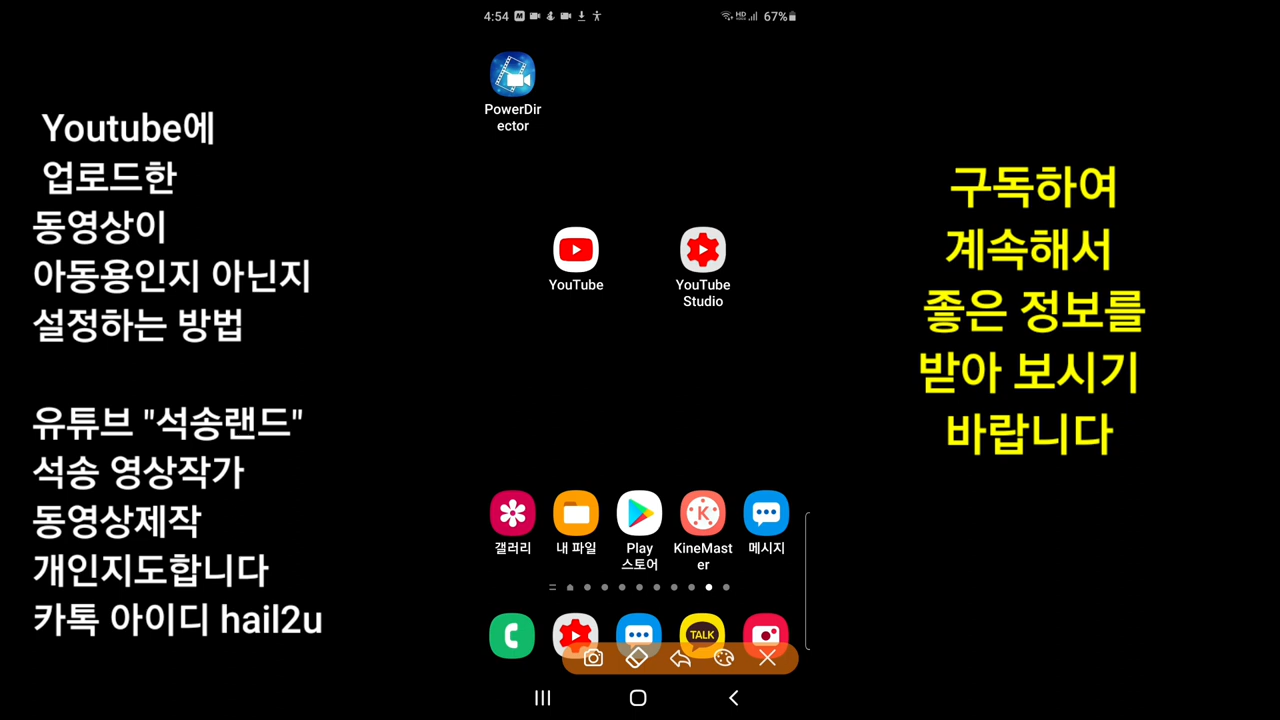 Youtube에
업로드한
동영상이
아동용인지 아닌지
설정하는 방법
유튜브 "석송랜드"
석송 영상작가
동영상제작
개인지도합니다
카톡 아이디 hail2u
4:54
HD
67%
PowerDir
ector
YouTube
YouTube
Studio
갤러리
내 파일
Play
스토어
KineMast
er
메시지
TALK
구독하여
계속해서
좋은 정보를
받아 보시기
바랍니다